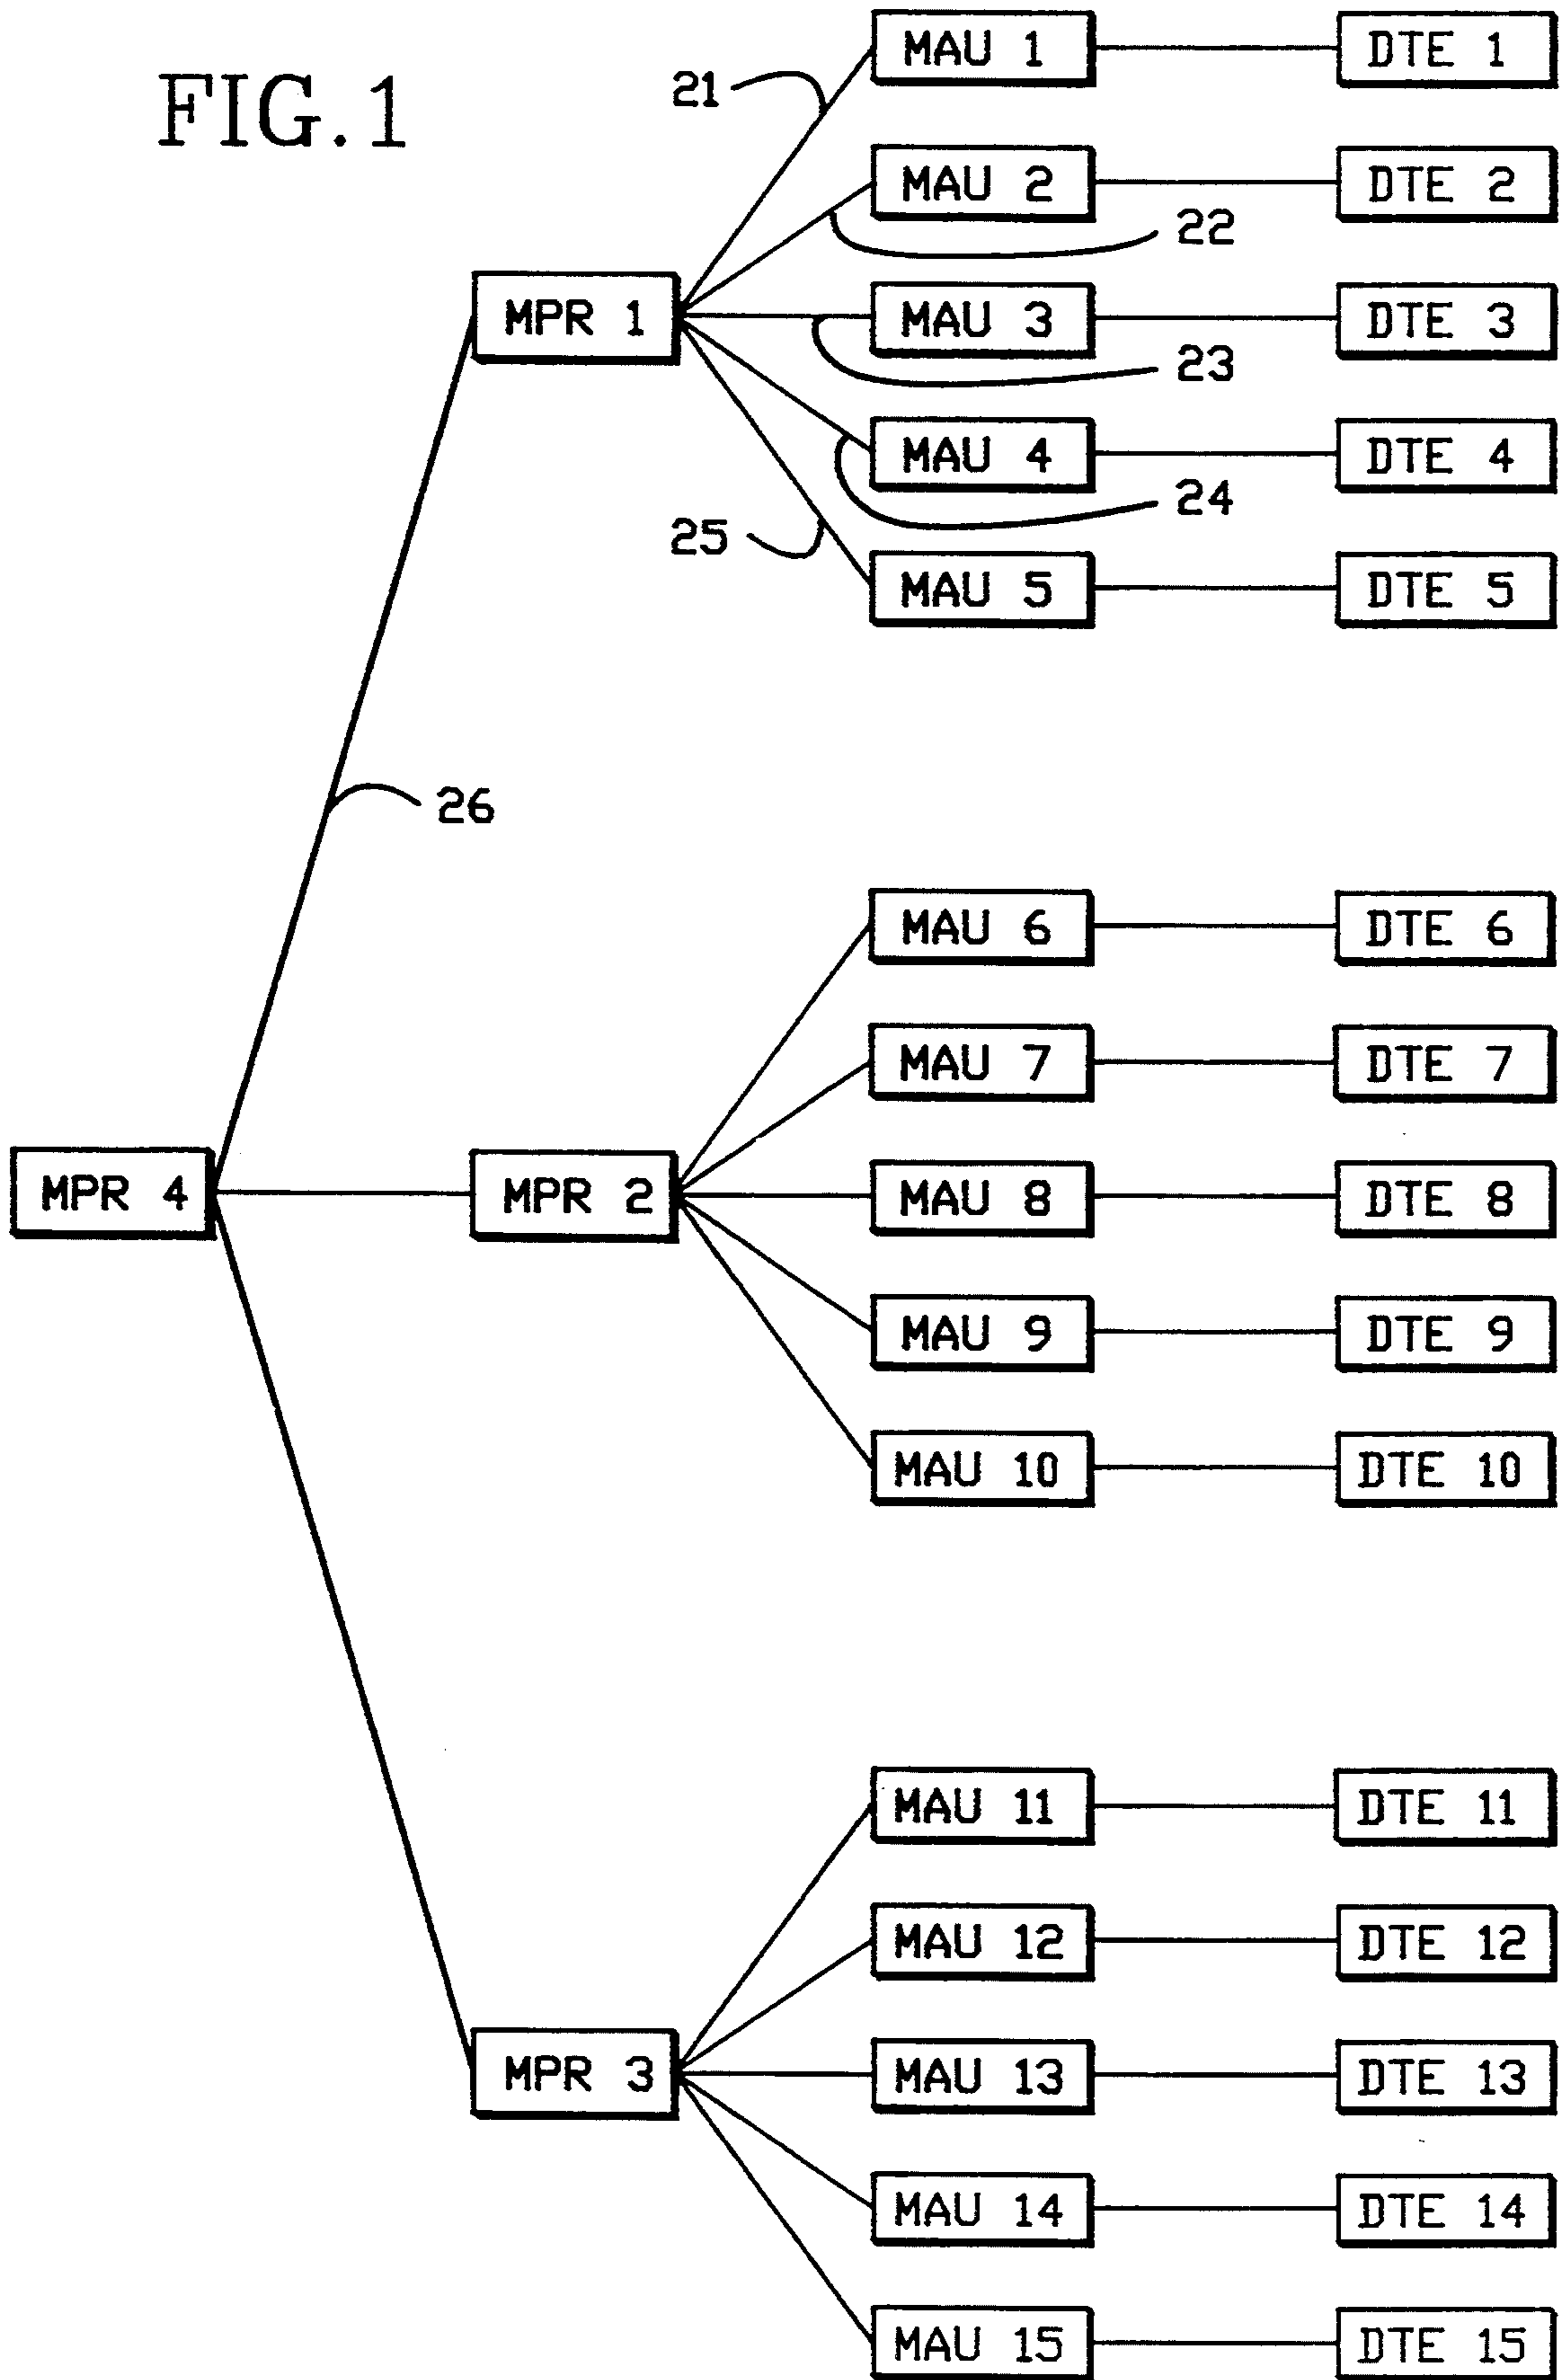 FIG.1
21
MAU 1 DTE 1
MAU 2 DTE 2
22
MPR 1 MAU 3 DTE 3
23
MAU 4 DTE 4
24
25
MAU 5 DTE 5
26
MAU 6 DTE 6
MAU 7 DTE 7
MPR 4 MPR 2 MAU 8 DTE 8
MAU 9 DTE 9
MAU 10 DTE 10
MAU 11 DTE 11
MAU 12 DTE 12
MPR 3 MAU 13 DTE 13
MAU 14 DTE 14
MAU 15 DTE 15